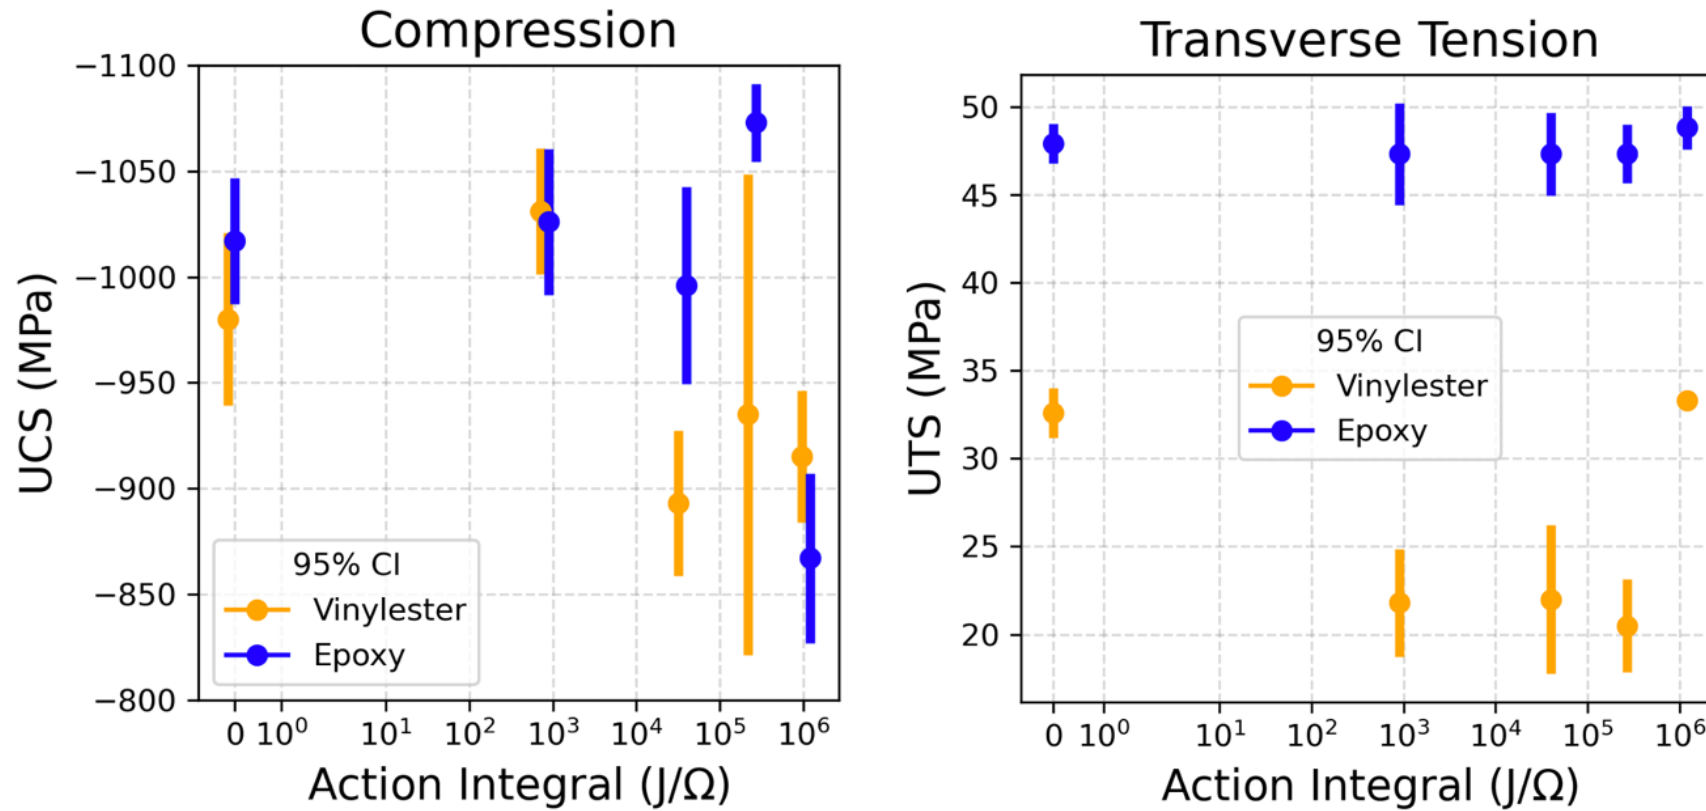 Compression
−1100
−1050
−1000
−950
−900
−850
−800
UCS (MPa)
95% CI
Vinylester
Epoxy
0 10⁰ 10¹ 10² 10³ 10⁴ 10⁵ 10⁶
Action Integral (J/Ω)
Transverse Tension
50
45
40
35
30
25
20
UTS (MPa)
95% CI
Vinylester
Epoxy
0 10⁰ 10¹ 10² 10³ 10⁴ 10⁵ 10⁶
Action Integral (J/Ω)